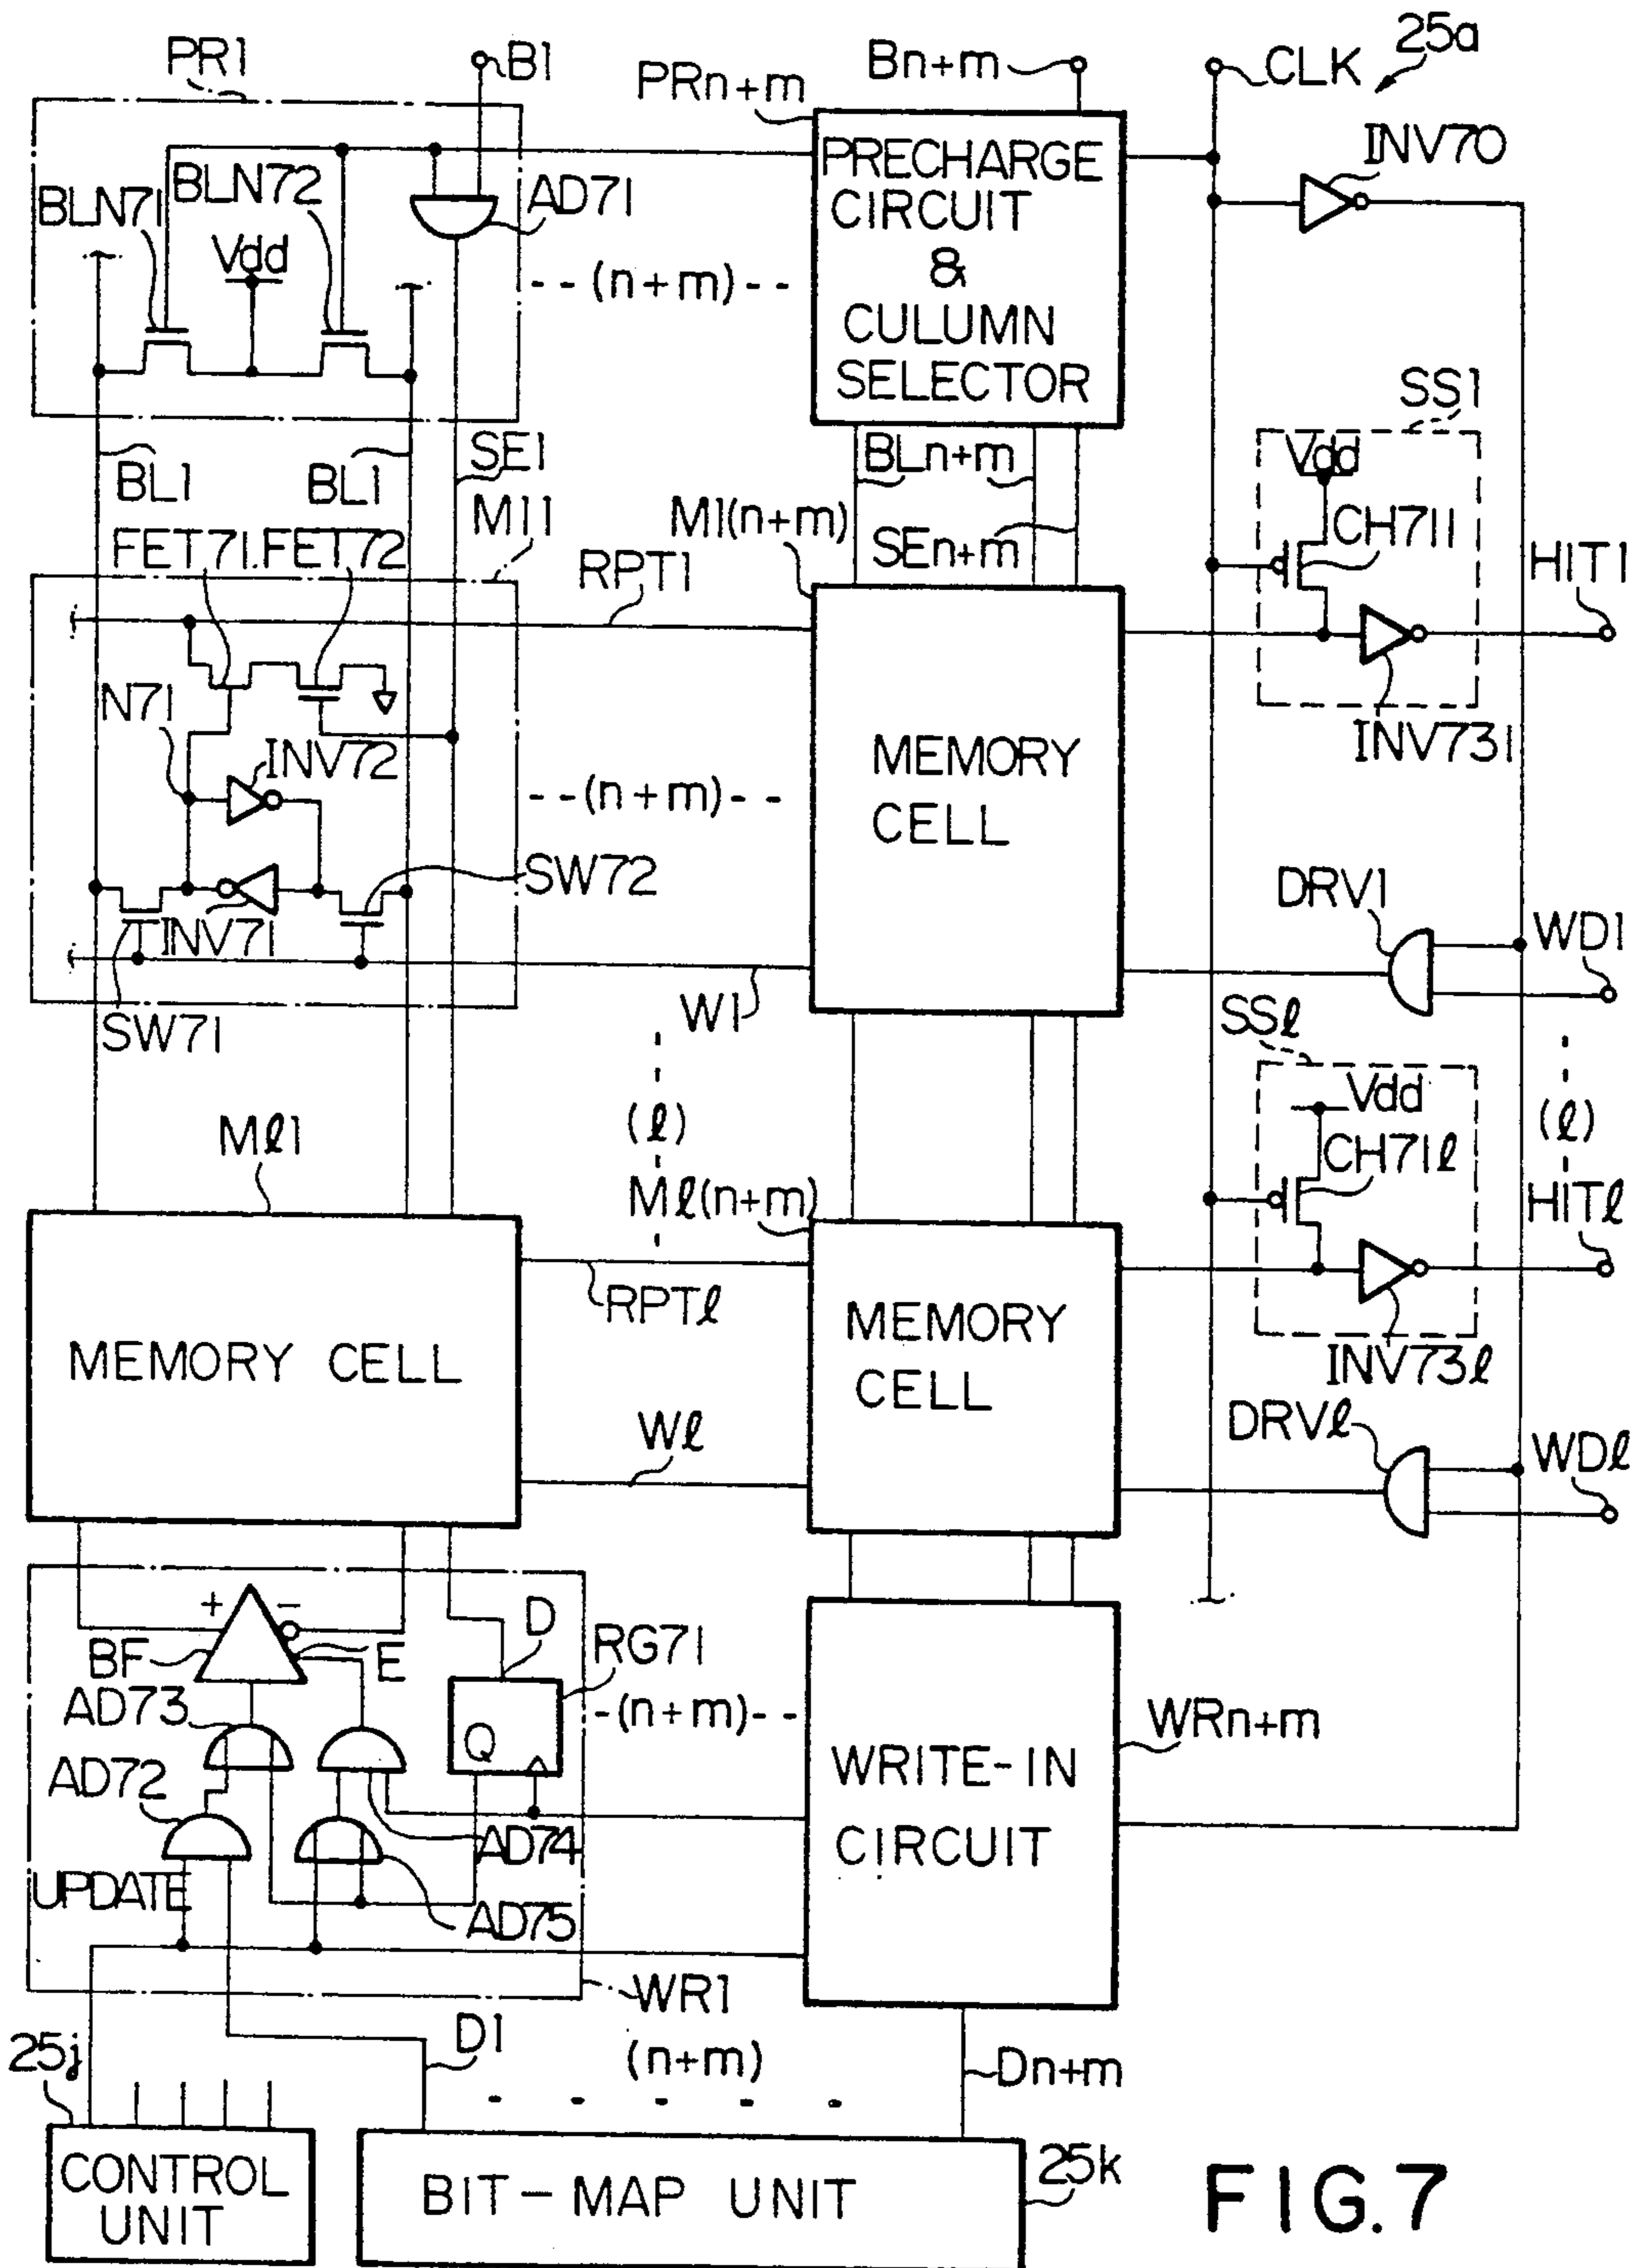 25a
PR1
B1
Bn+m
CLK
PRn+m
INV70
BLN71
BLN72
AD71
Vdd
PRECHARGE
CIRCUIT
&
CULUMN
SELECTOR
--(n+m)--
SS1
Vdd
BL1
BL1
SE1
BLn+m
M11
M1(n+m)
SEn+m
CH711
FET71.FET72
RPT1
HIT1
N71
INV72
INV731
MEMORY
CELL
--(n+m)--
SW72
DRV1
WD1
INV71
W1
SW71
SSℓ
Vdd
(ℓ)
(ℓ)
Mℓ1
CH71ℓ
Mℓ(n+m)
HITℓ
RPTℓ
MEMORY CELL
MEMORY
CELL
INV73ℓ
DRVℓ
Wℓ
WDℓ
+ −
D
BF
E
RG71
AD73
-(n+m)--
Q
WRn+m
AD72
WRITE-IN
CIRCUIT
AD74
UPDATE
AD75
WR1
25j
D1
(n+m)
Dn+m
CONTROL
UNIT
BIT-MAP UNIT
25k
FIG.7